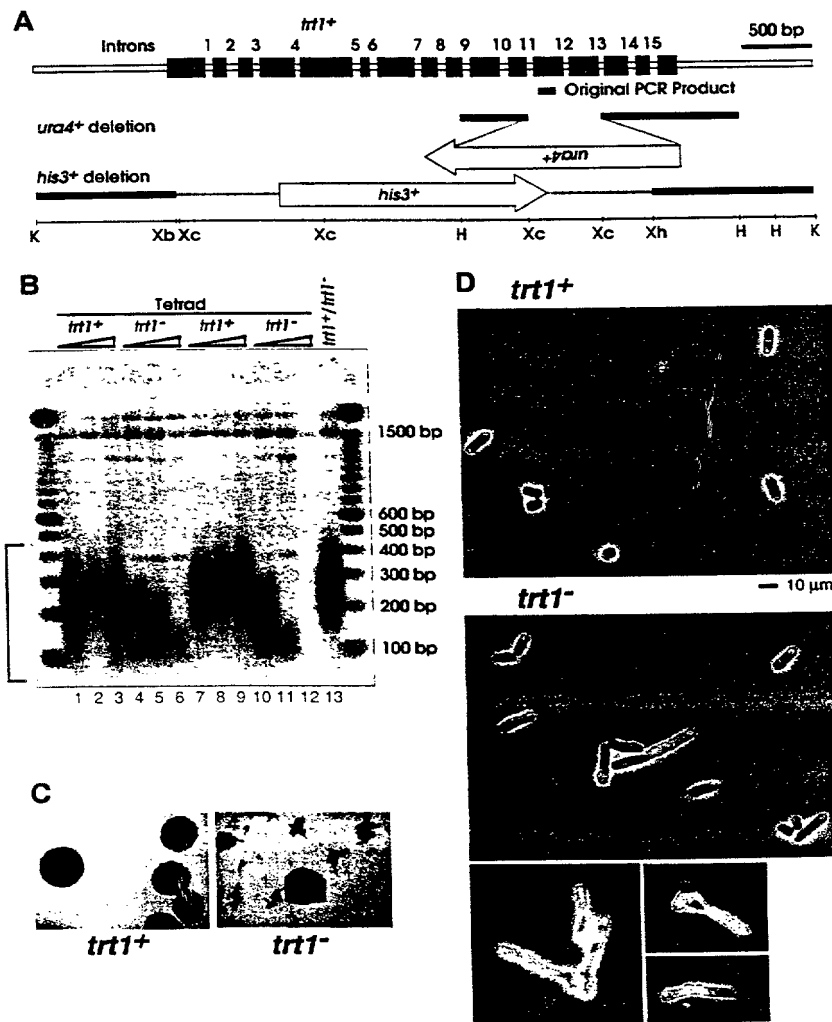 A
trt1+
Introns 1 2 3 4 5 6 7 8 9 10 11 12 13 14 15
500 bp
Original PCR Product
ura4+ deletion
ura4+
his3+ deletion
his3+
K Xb Xc Xc H Xc Xc Xh H H K
B
Tetrad
trt1+ trt1- trt1+ trt1- trt1+/trt1-
1500 bp
600 bp
500 bp
400 bp
300 bp
200 bp
100 bp
1 2 3 4 5 6 7 8 9 10 11 12 13
C
trt1+ trt1-
D
trt1+
10 µm
trt1-